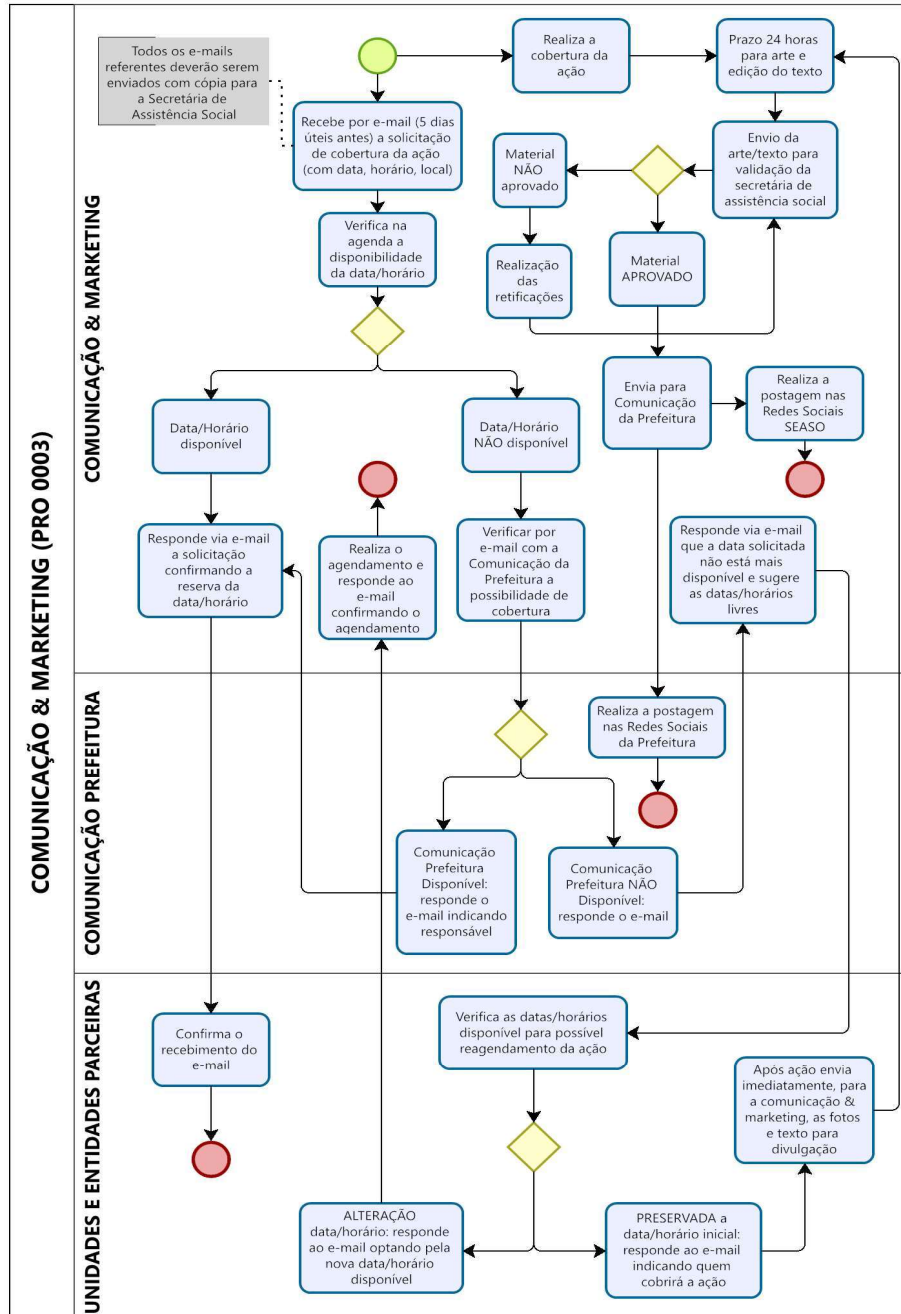 COMUNICAÇÃO & MARKETING (PRO 0003)
COMUNICAÇÃO & MARKETING
Todos os e-mails
referentes deverão serem
enviados com cópia para
a Secretária de
Assistência Social
Recebe por e-mail (5 dias
úteis antes) a solicitação
de cobertura da ação
(com data, horário, local)
Verifica na
agenda a
disponibilidade
da data/horário
Realiza a
cobertura da
ação
Prazo 24 horas
para arte e
edição do texto
Envio da
arte/texto para
validação da
secretária de
assistência social
Material
NÃO
aprovado
Realização
das
retificações
Material
APROVADO
Envia para
Comunicação
da Prefeitura
Realiza a
postagem nas
Redes Sociais
SEASO
Data/Horário
disponível
Data/Horário
NÃO disponível
Responde via e-mail
a solicitação
confirmando a
reserva da
data/horário
Realiza o
agendamento e
responde ao
e-mail
confirmando o
agendamento
Verificar por
e-mail com a
Comunicação da
Prefeitura a
possibilidade de
cobertura
Responde via e-mail
que a data solicitada
não está mais
disponível e sugere
as datas/horários
livres
COMUNICAÇÃO PREFEITURA
Realiza a postagem
nas Redes Sociais
da Prefeitura
Comunicação
Prefeitura
Disponível:
responde o
e-mail indicando
responsável
Comunicação
Prefeitura NÃO
Disponível:
responde o e-mail
UNIDADES E ENTIDADES PARCEIRAS
Confirma o
recebimento do
e-mail
Verifica as datas/horários
disponível para possível
reagendamento da ação
Após ação envia
imediatamente, para
a comunicação &
marketing, as fotos
e texto para
divulgação
ALTERAÇÃO
data/horário: responde
ao e-mail optando pela
nova data/horário
disponível
PRESERVADA a
data/horário inicial:
responde ao e-mail
indicando quem
cobrirá a ação